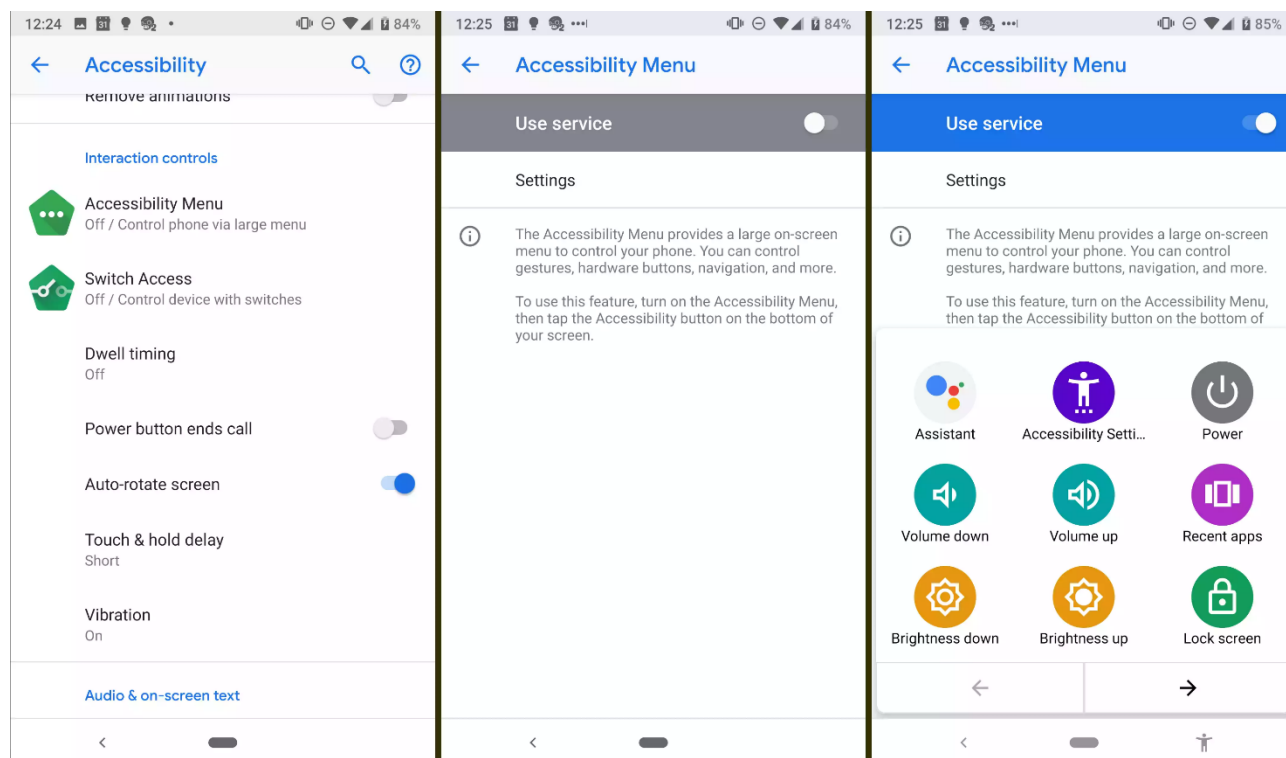 12:24 31 84%
Accessibility
Remove animations
Interaction controls
Accessibility Menu
Off / Control phone via large menu
Switch Access
Off / Control device with switches
Dwell timing
Off
Power button ends call
Auto-rotate screen
Touch & hold delay
Short
Vibration
On
Audio & on-screen text
12:25 31 84%
Accessibility Menu
Use service
Settings
The Accessibility Menu provides a large on-screen
menu to control your phone. You can control
gestures, hardware buttons, navigation, and more.
To use this feature, turn on the Accessibility Menu,
then tap the Accessibility button on the bottom of
your screen.
12:25 31 85%
Accessibility Menu
Use service
Settings
The Accessibility Menu provides a large on-screen
menu to control your phone. You can control
gestures, hardware buttons, navigation, and more.
To use this feature, turn on the Accessibility Menu,
then tap the Accessibility button on the bottom of
Assistant
Accessibility Setti...
Power
Volume down
Volume up
Recent apps
Brightness down
Brightness up
Lock screen